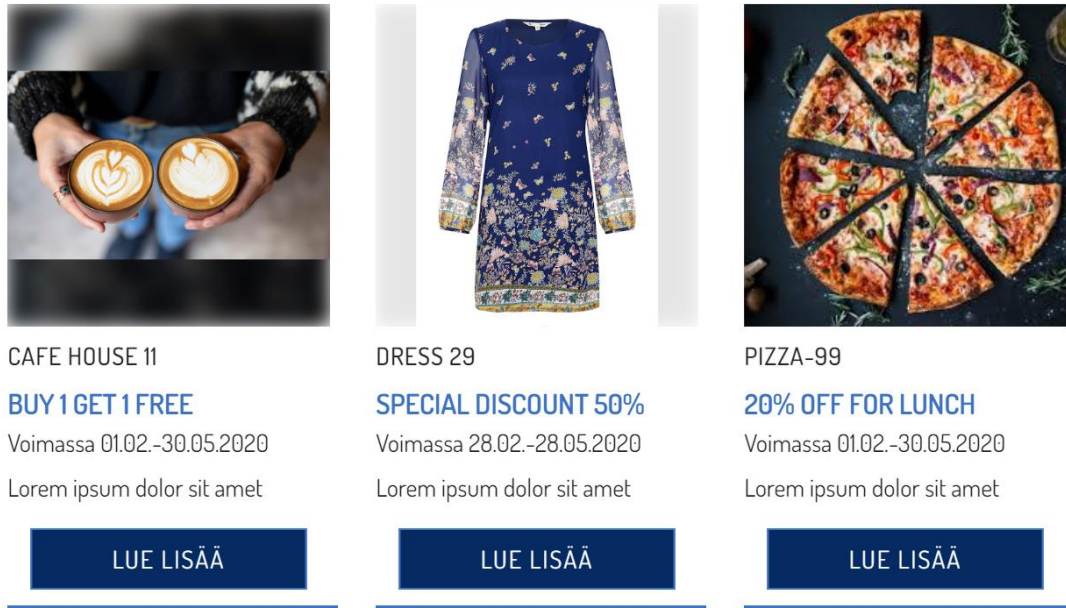 CAFE HOUSE 11
BUY 1 GET 1 FREE
Voimassa 01.02.-30.05.2020
Lorem ipsum dolor sit amet
LUE LISÄÄ
DRESS 29
SPECIAL DISCOUNT 50%
Voimassa 28.02.-28.05.2020
Lorem ipsum dolor sit amet
LUE LISÄÄ
PIZZA-99
20% OFF FOR LUNCH
Voimassa 01.02.-30.05.2020
Lorem ipsum dolor sit amet
LUE LISÄÄ